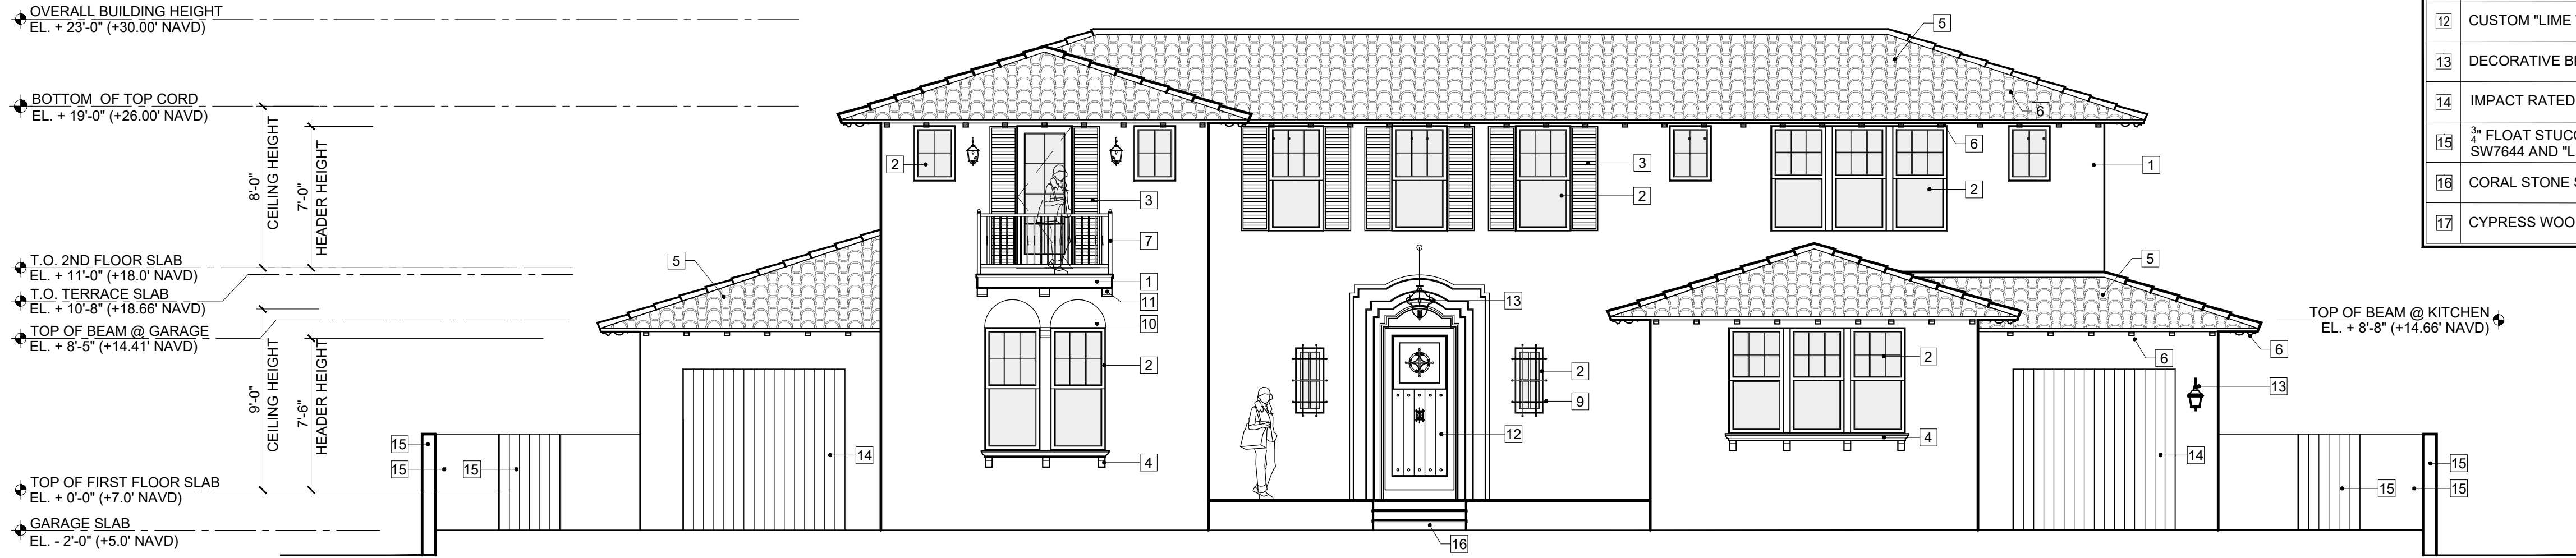 OVERALL BUILDING HEIGHT
EL. + 23'-0" (+30.00' NAVD)
BOTTOM OF TOP CORD
EL. + 19'-0" (+26.00' NAVD)
8'-0"
CEILING HEIGHT
7'-0"
HEADER HEIGHT
T.O. 2ND FLOOR SLAB
EL. + 11'-0" (+18.0' NAVD)
T.O. TERRACE SLAB
EL. + 10'-8" (+18.66' NAVD)
TOP OF BEAM @ GARAGE
EL. + 8'-5" (+14.41' NAVD)
9'-0"
CEILING HEIGHT
7'-6"
HEADER HEIGHT
TOP OF FIRST FLOOR SLAB
EL. + 0'-0" (+7.0' NAVD)
GARAGE SLAB
EL. - 2'-0" (+5.0' NAVD)
15
15
15
5
14
2
3
7
1
11
10
2
4
5
6
3
2
6
2
1
13
2
9
12
16
5
2
4
6
6
13
14
15
15
15
TOP OF BEAM @ KITCHEN
EL. + 8'-8" (+14.66' NAVD)
12 CUSTOM "LIME
13 DECORATIVE
14 IMPACT RATED
15 3/4" FLOAT
SW7644 AND
16 CORAL STONE
17 CYPRESS